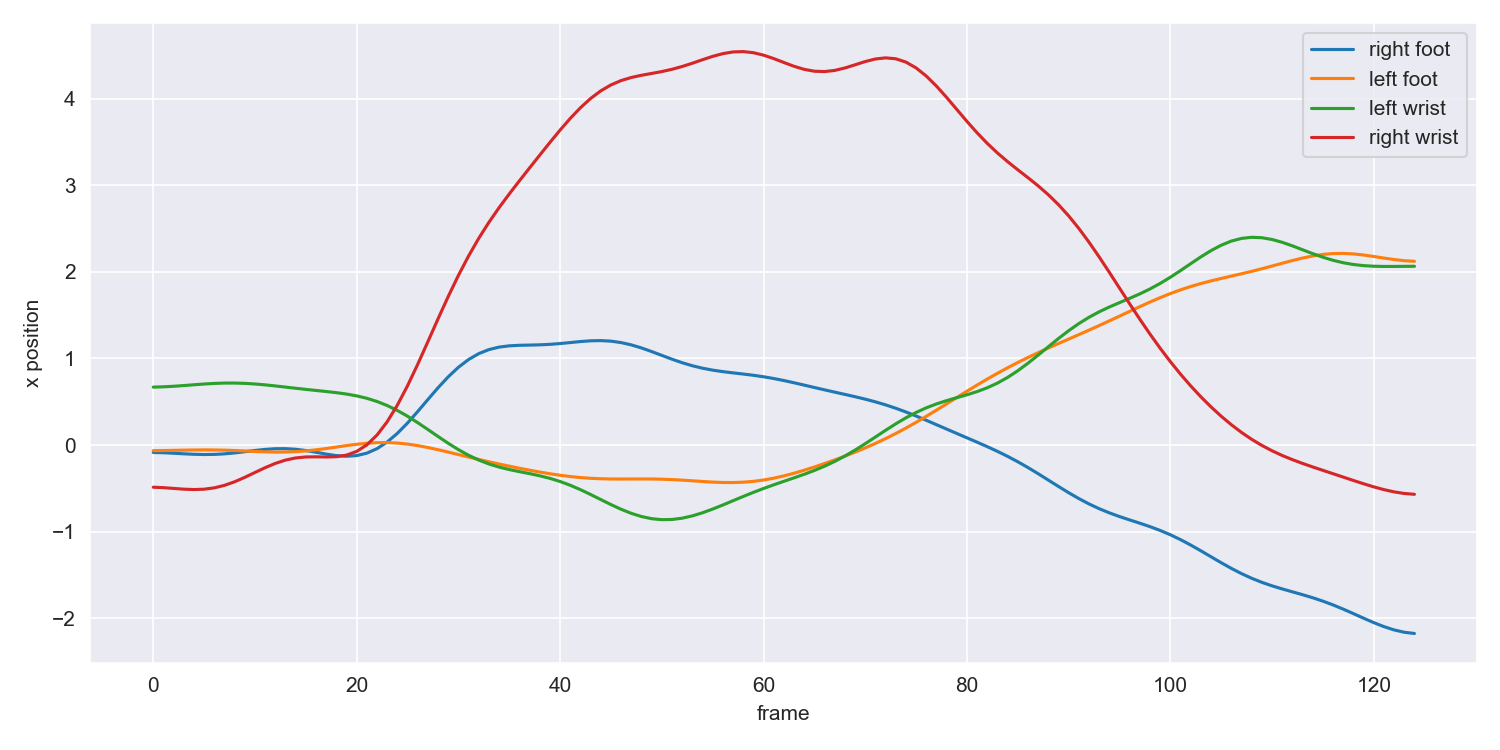 right foot
left foot
left wrist
right wrist
x position
4
3
2
1
0
−1
−2
0 20 40 60 80 100 120
frame